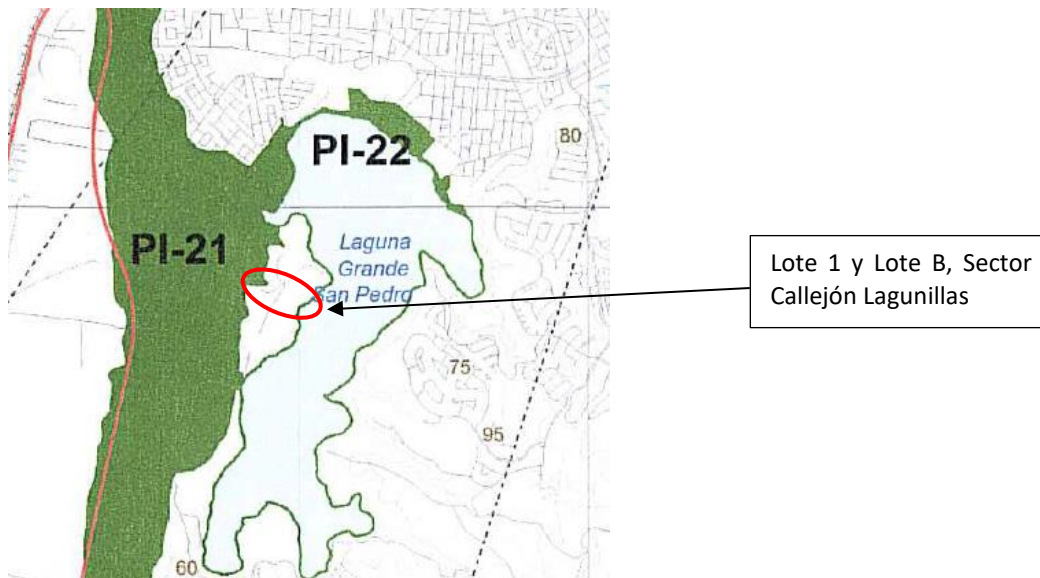 80
PI-22
PI-21
Laguna
Grande
San Pedro
Lote 1 y Lote B, Sector
Callejón Lagunillas
75
95
60